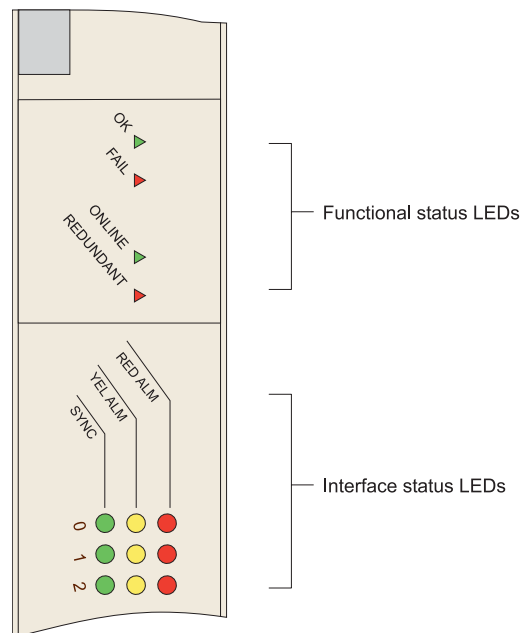 OK
FAIL
Functional status LEDs
ONLINE
REDUNDANT
RED ALM
YEL ALM
SYNC
Interface status LEDs
0
1
2